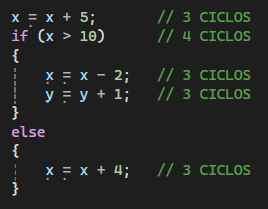 x = x + 5;        // 3 CICLOS
if (x > 10)       // 4 CICLOS
{
    x = x - 2;    // 3 CICLOS
    y = y + 1;    // 3 CICLOS
}
else
{
    x = x + 4;    // 3 CICLOS
}